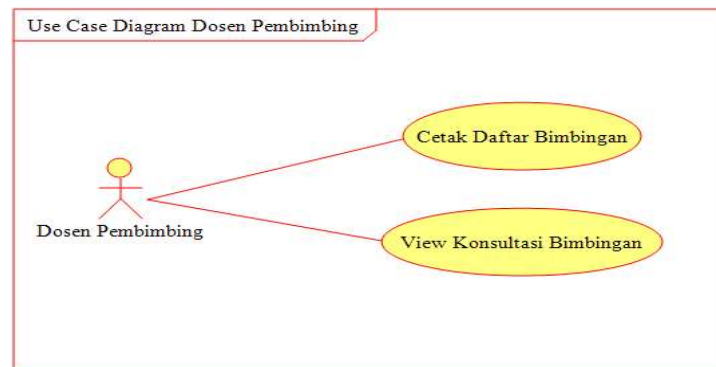 Use Case Diagram Dosen Pembimbing
Cetak Daftar Bimbingan
Dosen Pembimbing
View Konsultasi Bimbingan